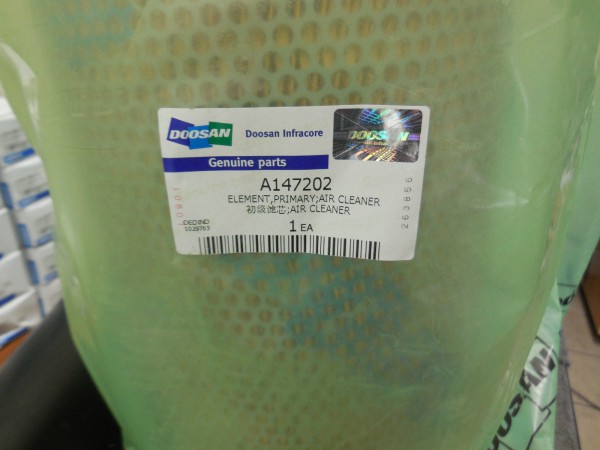 DOOSAN
Doosan Infracore
DOOSAN
Genuine parts
A147202
ELEMENT,PRIMARY;AIR CLEANER
初级滤芯;AIR CLEANER
1 EA
263856
DOOSAN